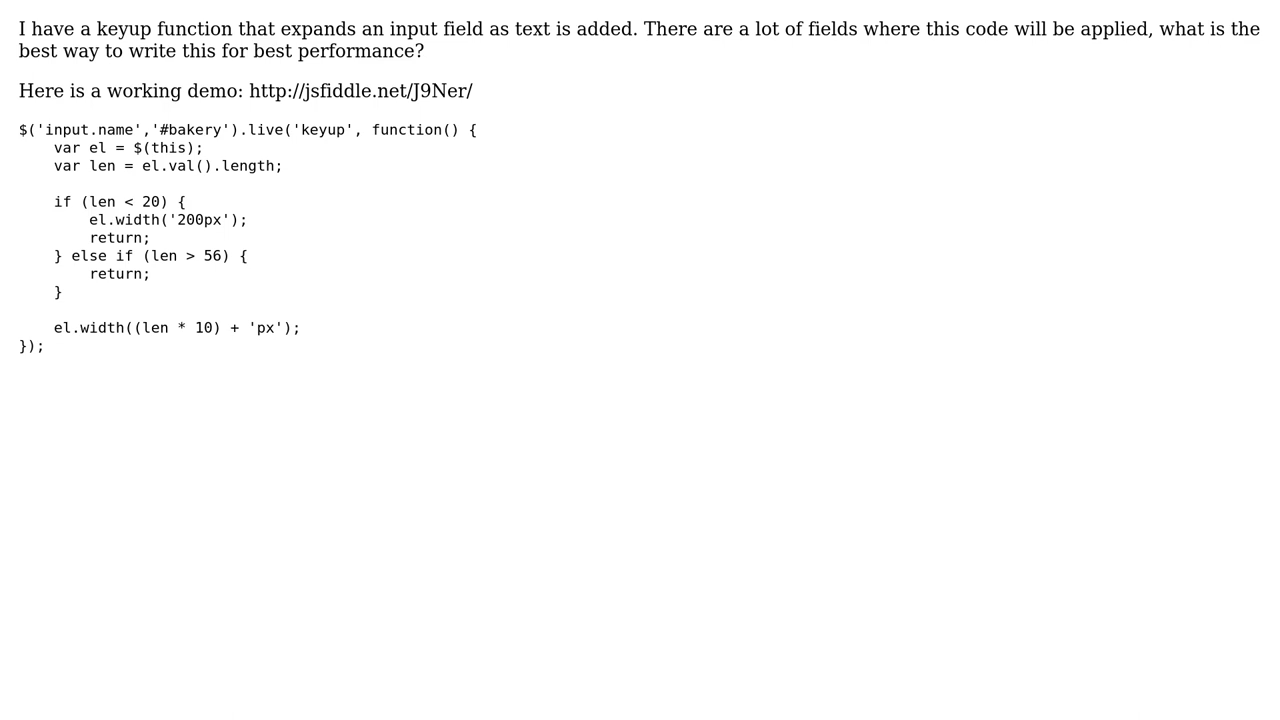 I have a keyup function that expands an input field as text is added. There are a lot of fields where this code will be applied, what is the
best way to write this for best performance?
Here is a working demo: http://jsfiddle.net/J9Ner/
$('input.name','#bakery').live('keyup', function() {
    var el = $(this);
    var len = el.val().length;
    if (len < 20) {
        el.width('200px');
        return;
    } else if (len > 56) {
        return;
    }
    el.width((len * 10) + 'px');
});